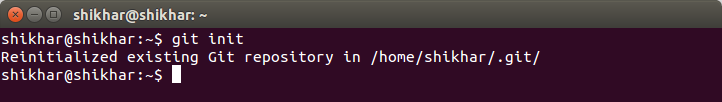 shikhar@shikhar: ~
shikhar@shikhar:~$ git init
Reinitialized existing Git repository in /home/shikhar/.git/
shikhar@shikhar:~$